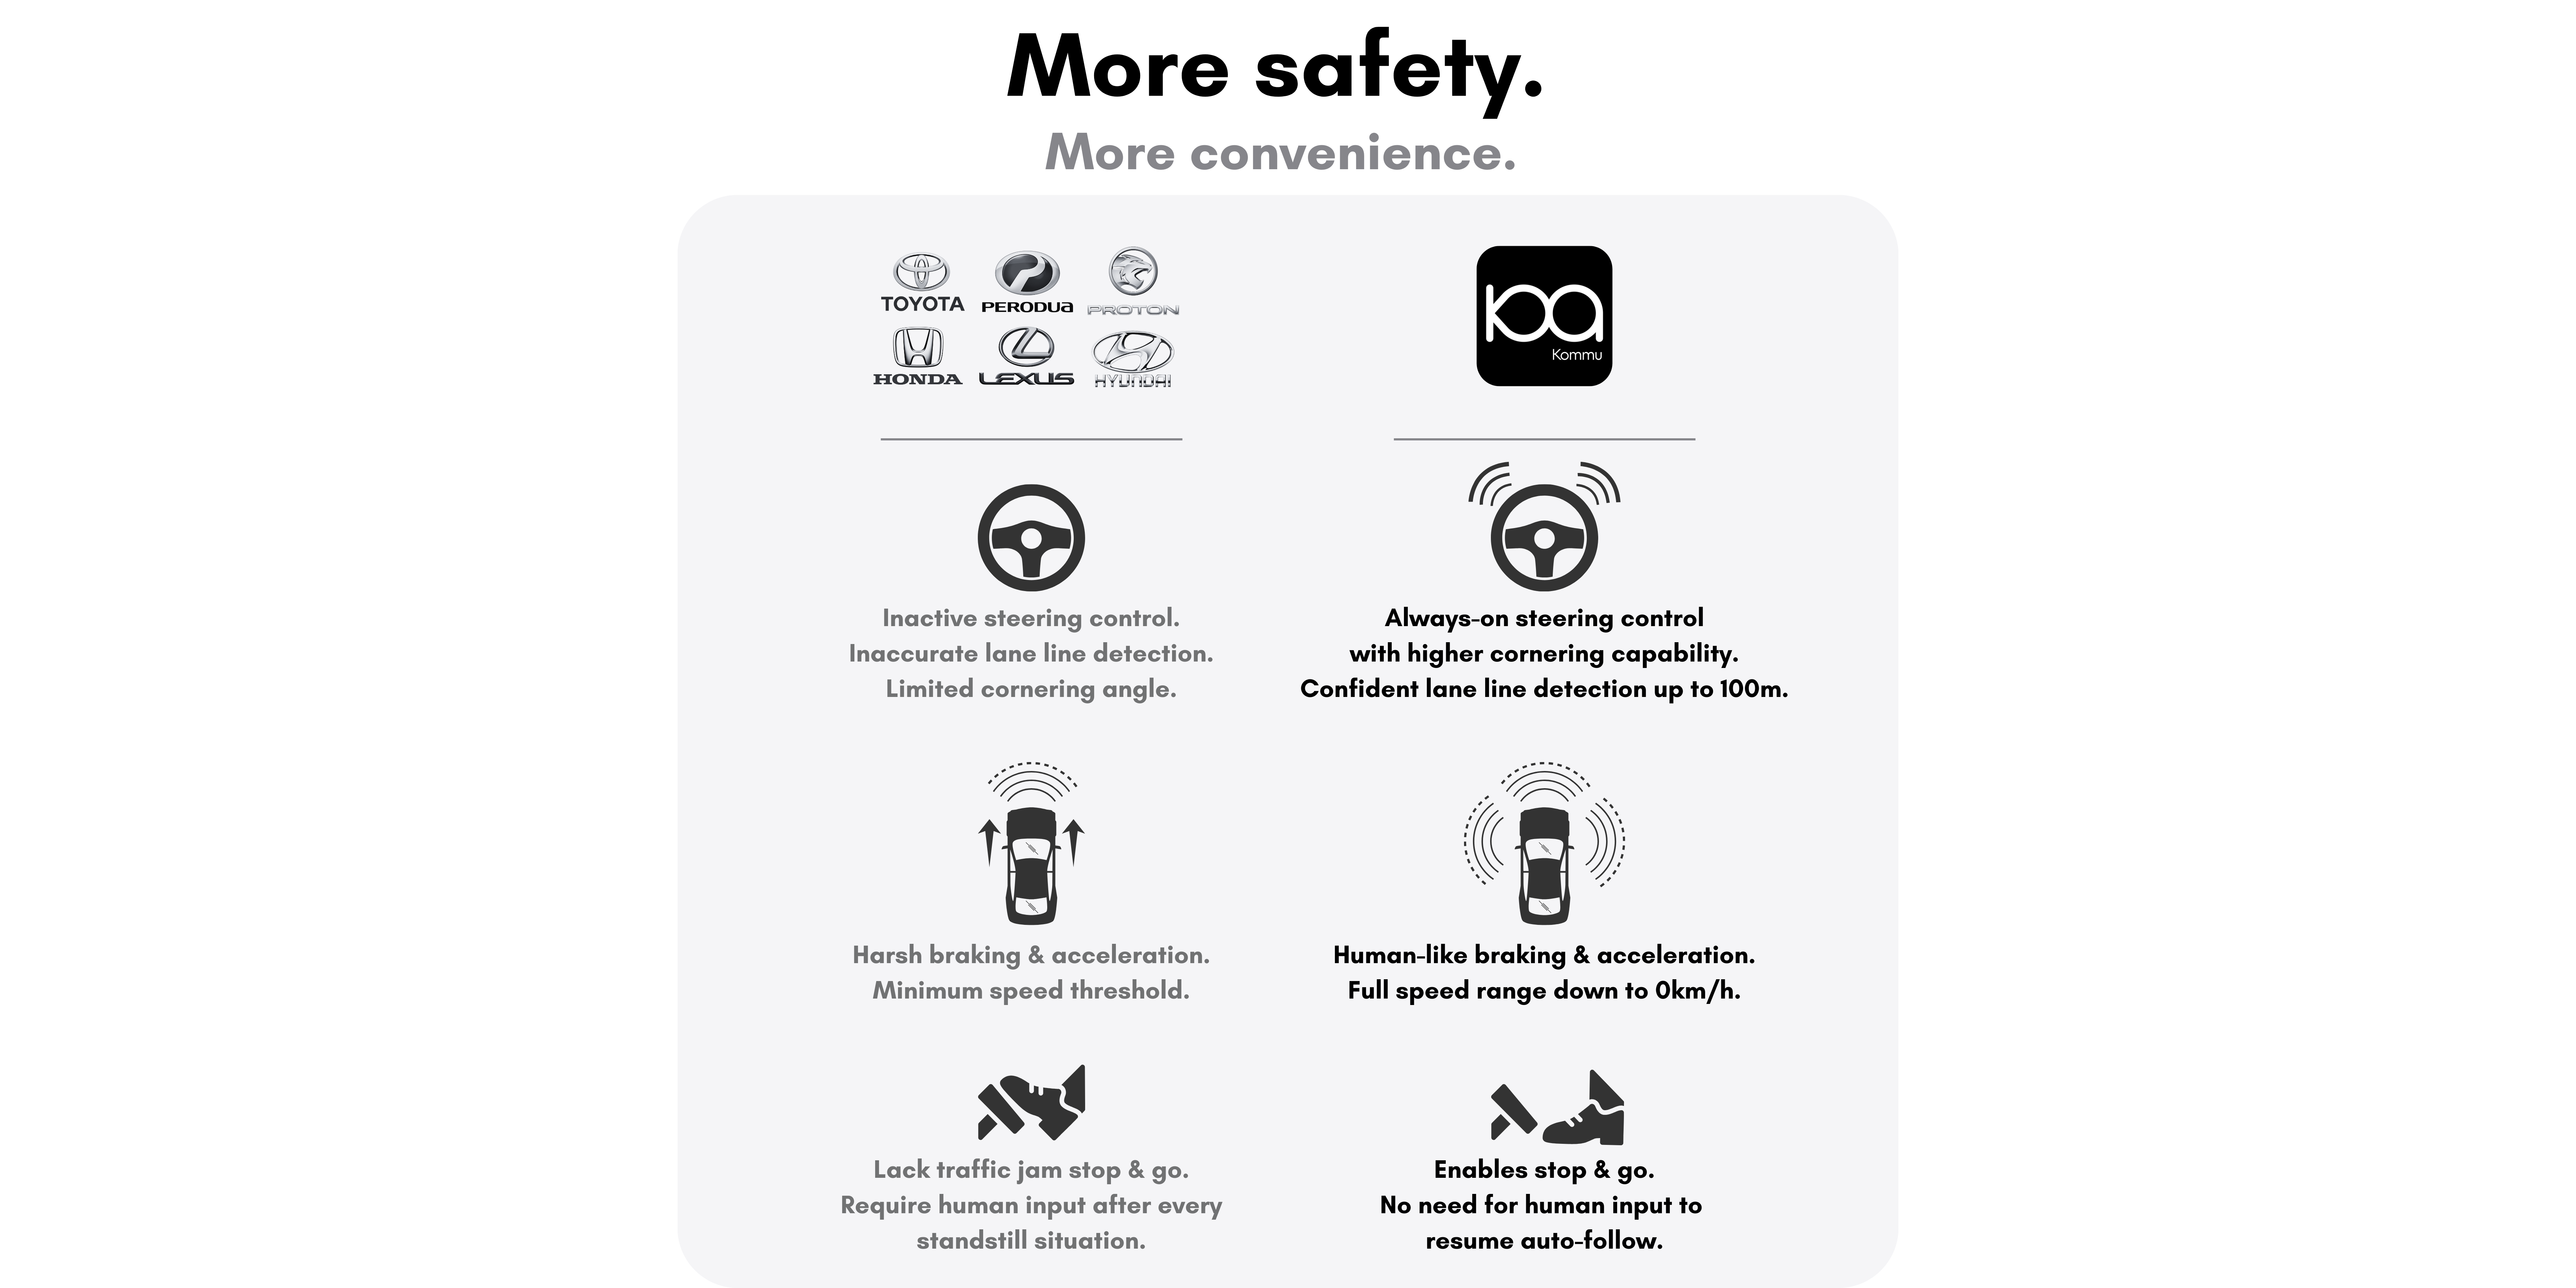 More safety.
More convenience.
TOYOTA
PERODUA
PROTON
HONDA
LEXUS
HYUNDAI
ka
Kommu
Inactive steering control.
Inaccurate lane line detection.
Limited cornering angle.
Always-on steering control
with higher cornering capability.
Confident lane line detection up to 100m.
Harsh braking & acceleration.
Minimum speed threshold.
Human-like braking & acceleration.
Full speed range down to 0km/h.
Lack traffic jam stop & go.
Require human input after every
standstill situation.
Enables stop & go.
No need for human input to
resume auto-follow.